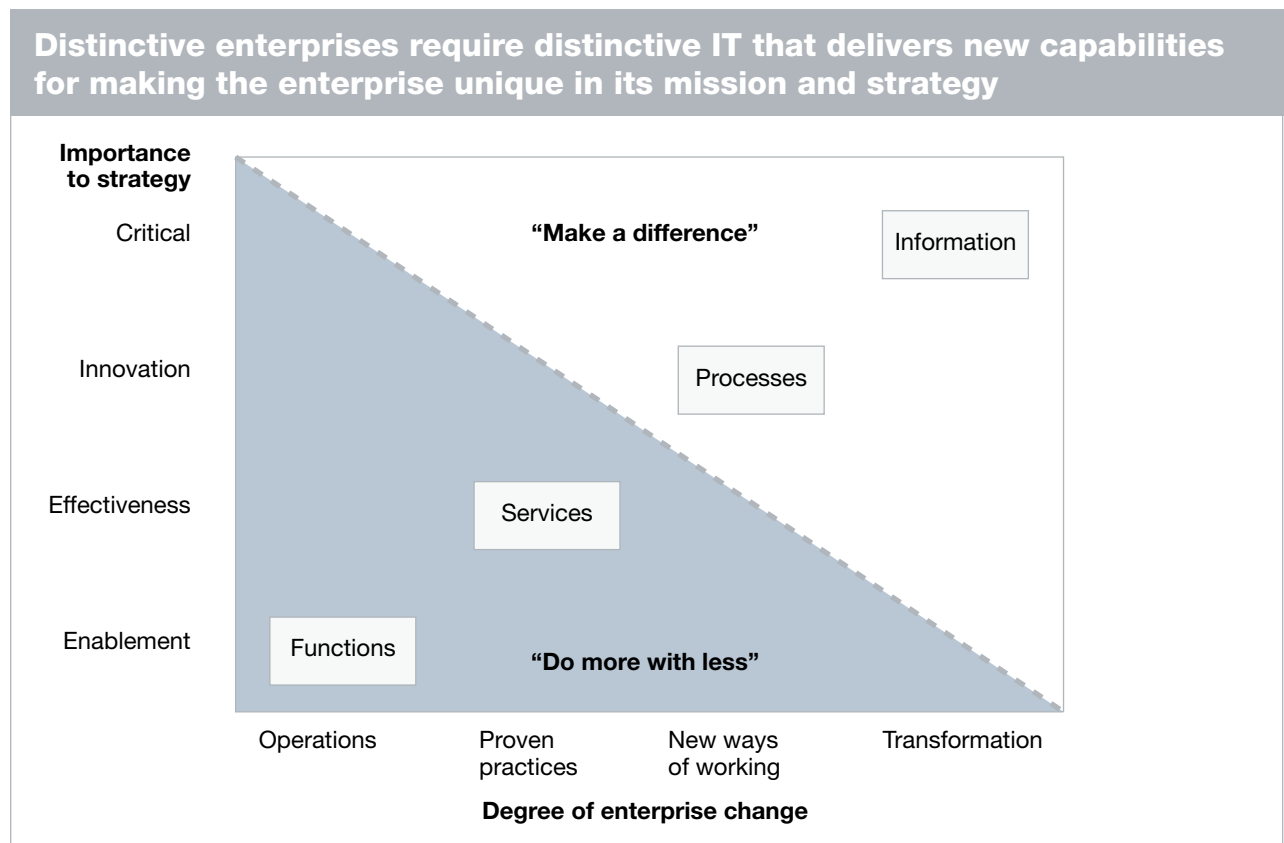 Distinctive enterprises require distinctive IT that delivers new capabilities
for making the enterprise unique in its mission and strategy
Importance
to strategy
Critical
“Make a difference”
Information
Innovation
Processes
Effectiveness
Services
Enablement
Functions
“Do more with less”
Operations
Proven
practices
New ways
of working
Transformation
Degree of enterprise change